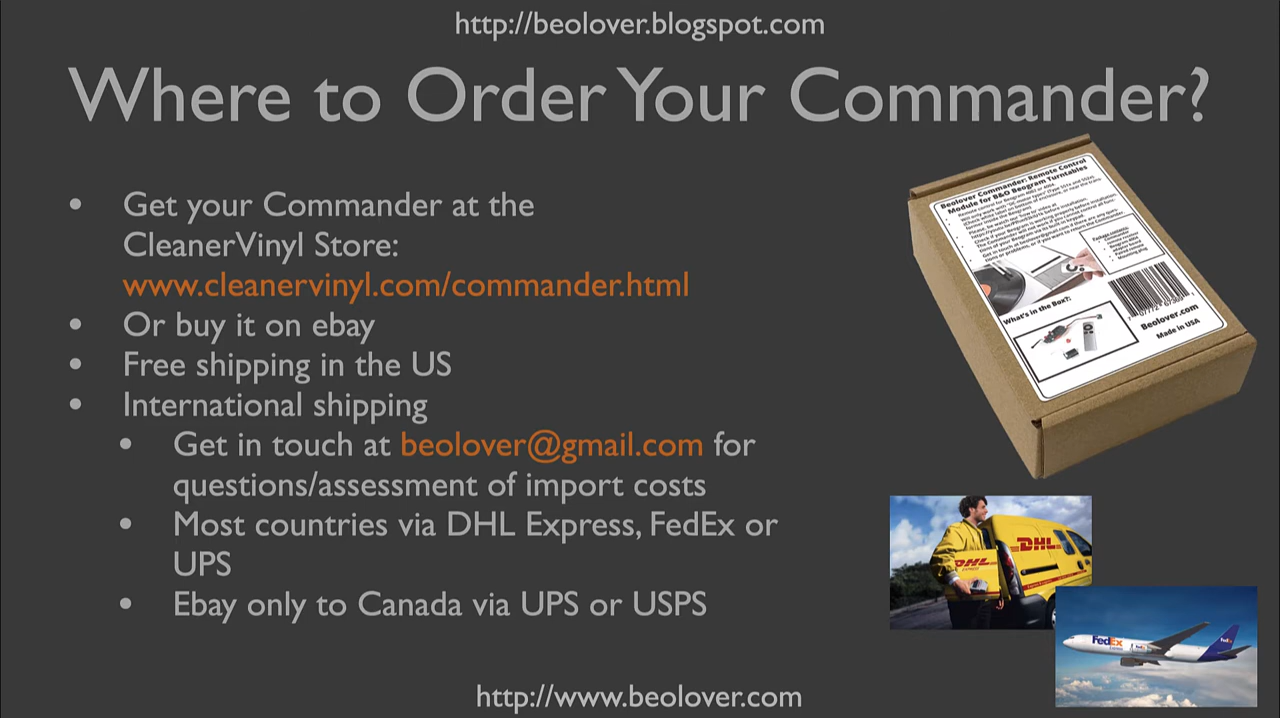 http://beolover.blogspot.com
Where to Order Your Commander?
• Get your Commander at the
CleanerVinyl Store:
www.cleanervinyl.com/commander.html
• Or buy it on ebay
• Free shipping in the US
• International shipping
• Get in touch at beolover@gmail.com for
questions/assessment of import costs
• Most countries via DHL Express, FedEx or
UPS
• Ebay only to Canada via UPS or USPS
Beolover Commander: Remote Control
Module for B&O Beogram Turntables
What's in the Box?:
Beolover.com
Made in USA
DHL
DHL
FedEx
Express
FedEx
http://www.beolover.com